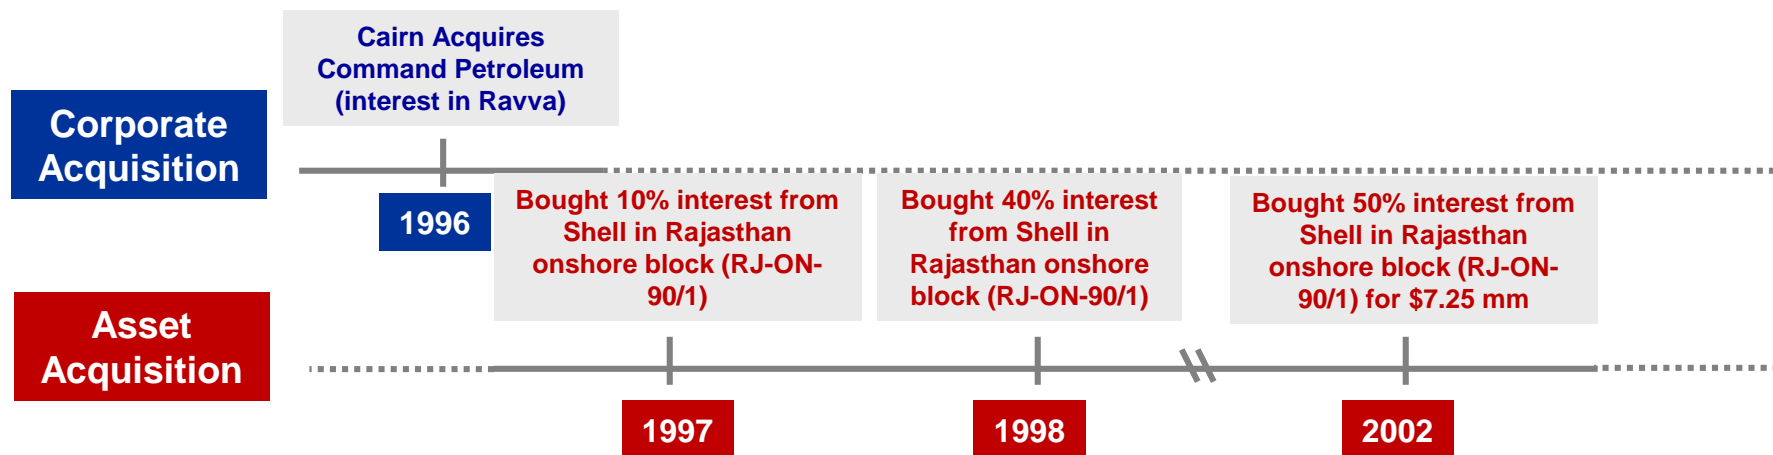 Cairn Acquires
Command Petroleum
(interest in Ravva)
Corporate
Acquisition
1996
Bought 10% interest from
Shell in Rajasthan
onshore block (RJ-ON-
90/1)
Bought 40% interest
from Shell in
Rajasthan onshore
block (RJ-ON-90/1)
Bought 50% interest from
Shell in Rajasthan
onshore block (RJ-ON-
90/1) for $7.25 mm
Asset
Acquisition
1997
1998
2002